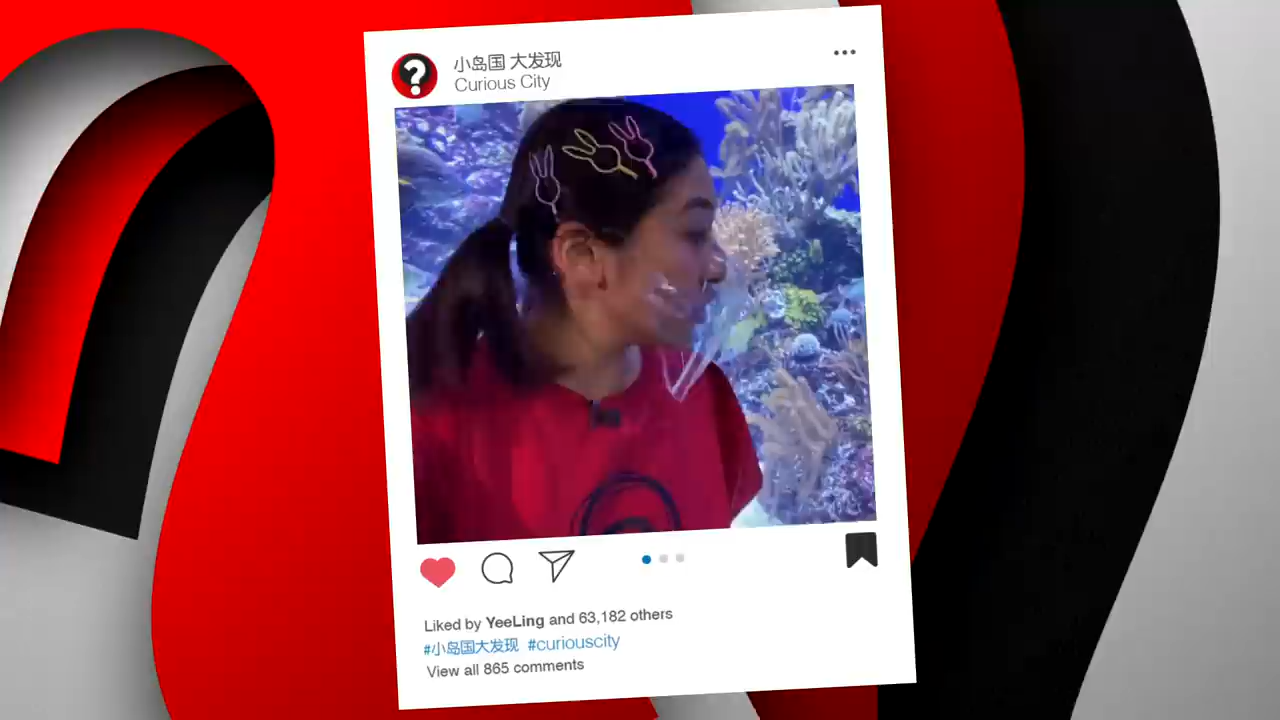 小岛国 大发现
Curious City
Liked by YeeLing and 63,182 others
#小岛国大发现 #curiouscity
View all 865 comments